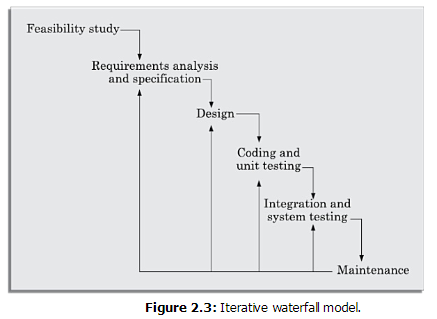 Feasibility study
Requirements analysis
and specification
Design
Coding and
unit testing
Integration and
system testing
Maintenance
Figure 2.3: Iterative waterfall model.